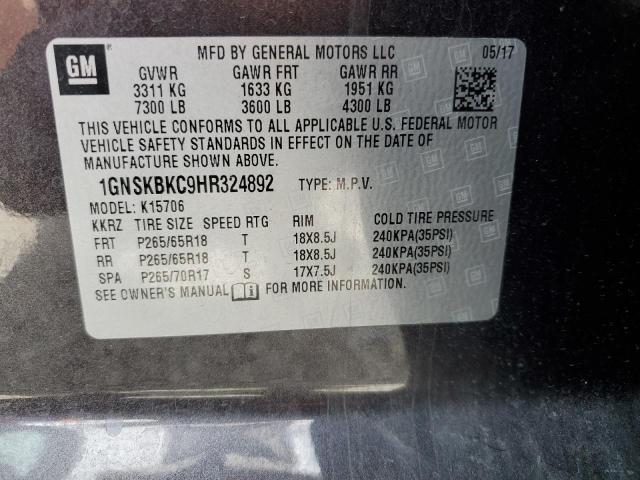 GM
MFD BY GENERAL MOTORS LLC 05/17
GVWR GAWR FRT GAWR RR
3311 KG 1633 KG 1951 KG
7300 LB 3600 LB 4300 LB
THIS VEHICLE CONFORMS TO ALL APPLICABLE U.S. FEDERAL MOTOR
VEHICLE SAFETY STANDARDS IN EFFECT ON THE DATE OF
MANUFACTURE SHOWN ABOVE.
1GNSKBKC9HR324892 TYPE: M.P.V.
MODEL: K15706
KKRZ TIRE SIZE SPEED RTG RIM COLD TIRE PRESSURE
FRT P265/65R18 T 18X8.5J 240KPA(35PSI)
RR P265/65R18 T 18X8.5J 240KPA(35PSI)
SPA P265/70R17 S 17X7.5J 240KPA(35PSI)
SEE OWNER'S MANUAL FOR MORE INFORMATION.